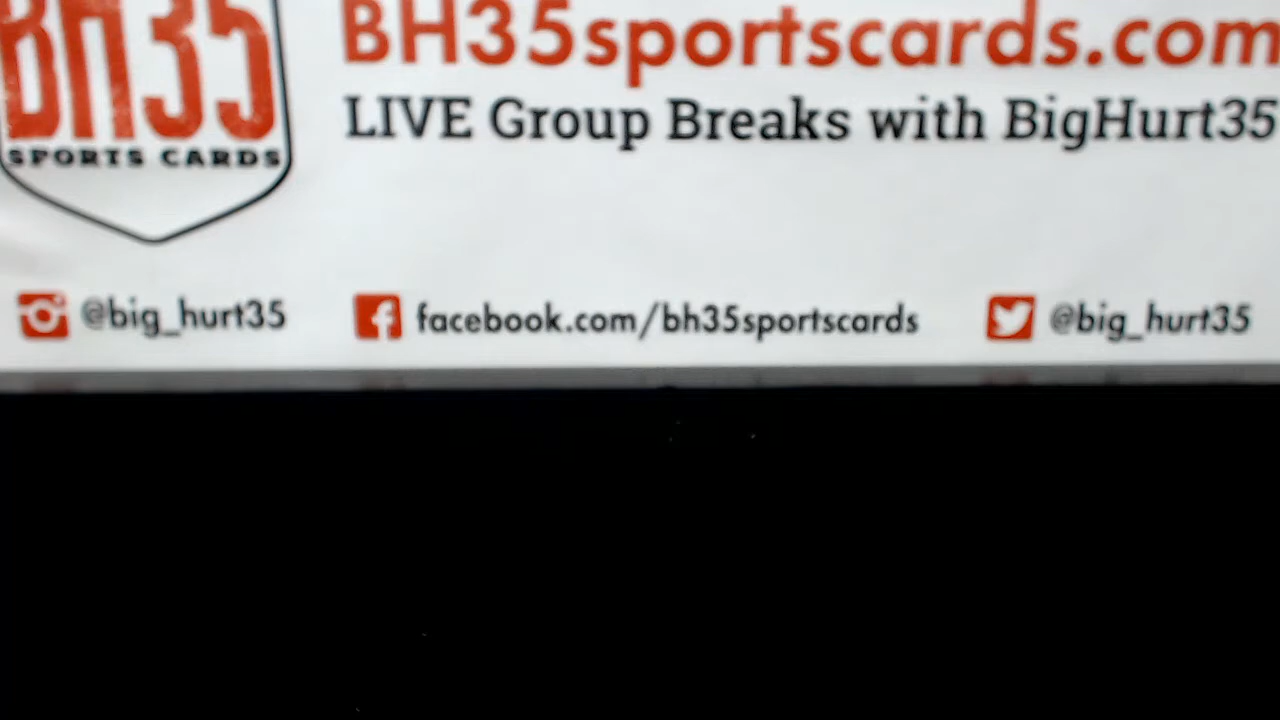 BH35
SPORTS CARDS
BH35sportscards.com
LIVE Group Breaks with BigHurt35
@big_hurt35
facebook.com/bh35sportscards
@big_hurt35